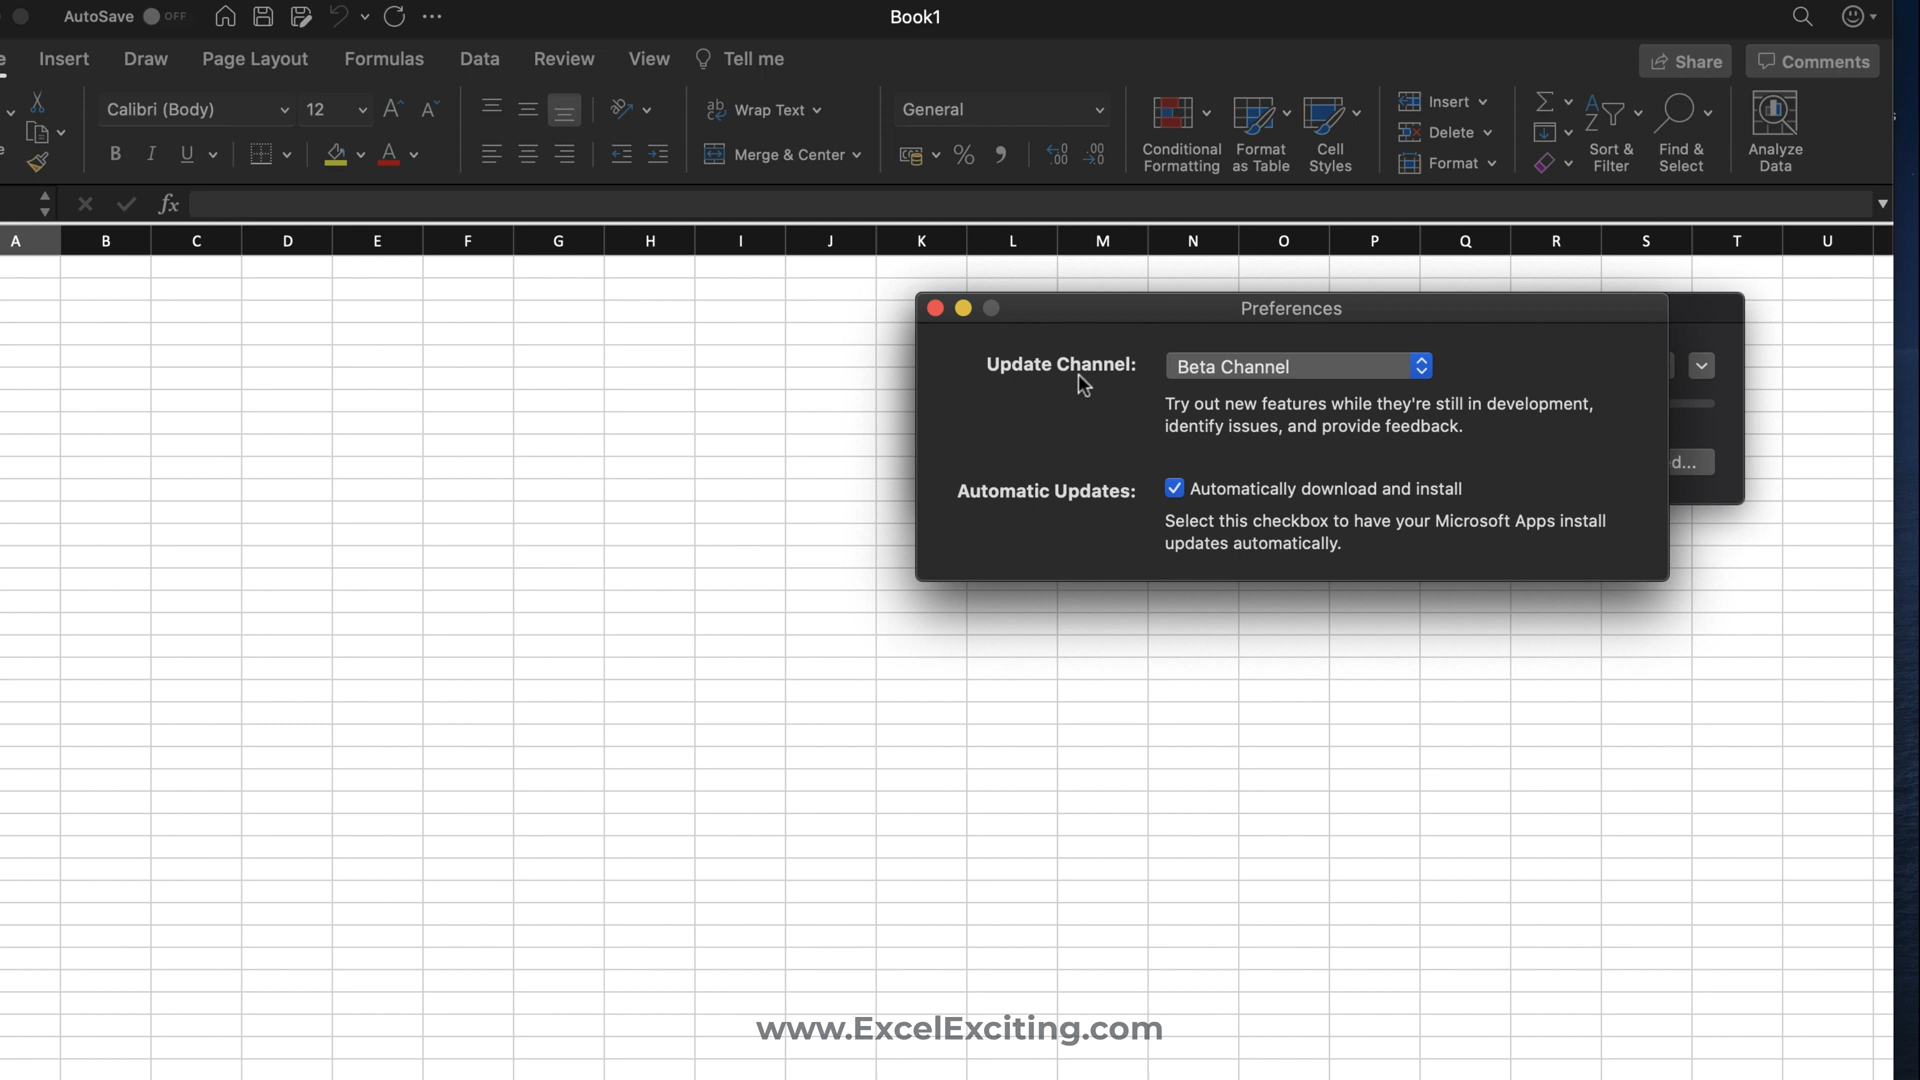 AutoSave OFF Book1
e Insert Draw Page Layout Formulas Data Review View Tell me Share Comments
Calibri (Body) 12 Wrap Text General Insert
Delete
Conditional Formatting Format as Table Cell Styles Format Sort & Filter Find & Select Analyze Data
B I U A Merge & Center % 9
fx
A B C D E F G H I J K L M N O P Q R S T U
Preferences
Update Channel: Beta Channel
Try out new features while they're still in development,
identify issues, and provide feedback.
d...
Automatic Updates: Automatically download and install
Select this checkbox to have your Microsoft Apps install
updates automatically.
www.ExcelExciting.com